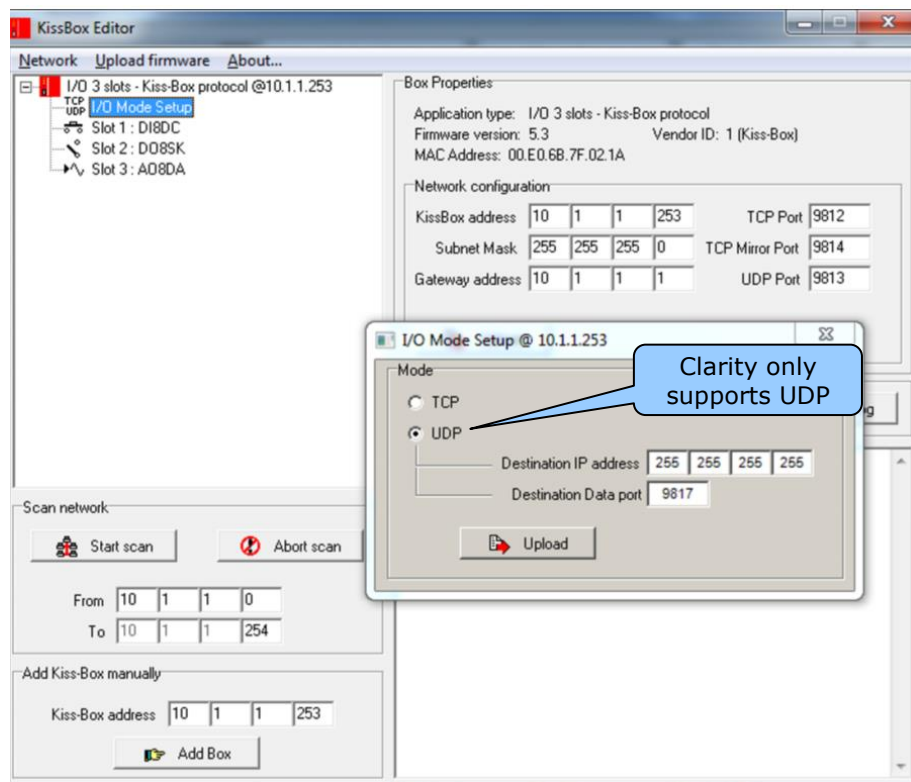 KissBox Editor
Network Upload firmware About...
I/O 3 slots - Kiss-Box protocol @10.1.1.253
TCP
UDP
I/O Mode Setup
Slot 1 : DI8DC
Slot 2 : DO8SK
Slot 3 : AO8DA
Box Properties
Application type: I/O 3 slots - Kiss-Box protocol
Firmware version: 5.3 Vendor ID: 1 (Kiss-Box)
MAC Address: 00.E0.6B.7F.02.1A
Network configuration
KissBox address 10 1 1 253 TCP Port 9812
Subnet Mask 255 255 255 0 TCP Mirror Port 9814
Gateway address 10 1 1 1 UDP Port 9813
I/O Mode Setup @ 10.1.1.253
Mode
TCP
UDP
Clarity only
supports UDP
Destination IP address 255 255 255 255
Destination Data port 9817
Upload
Scan network
Start scan Abort scan
From 10 1 1 0
To 10 1 1 254
Add Kiss-Box manually
Kiss-Box address 10 1 1 253
Add Box